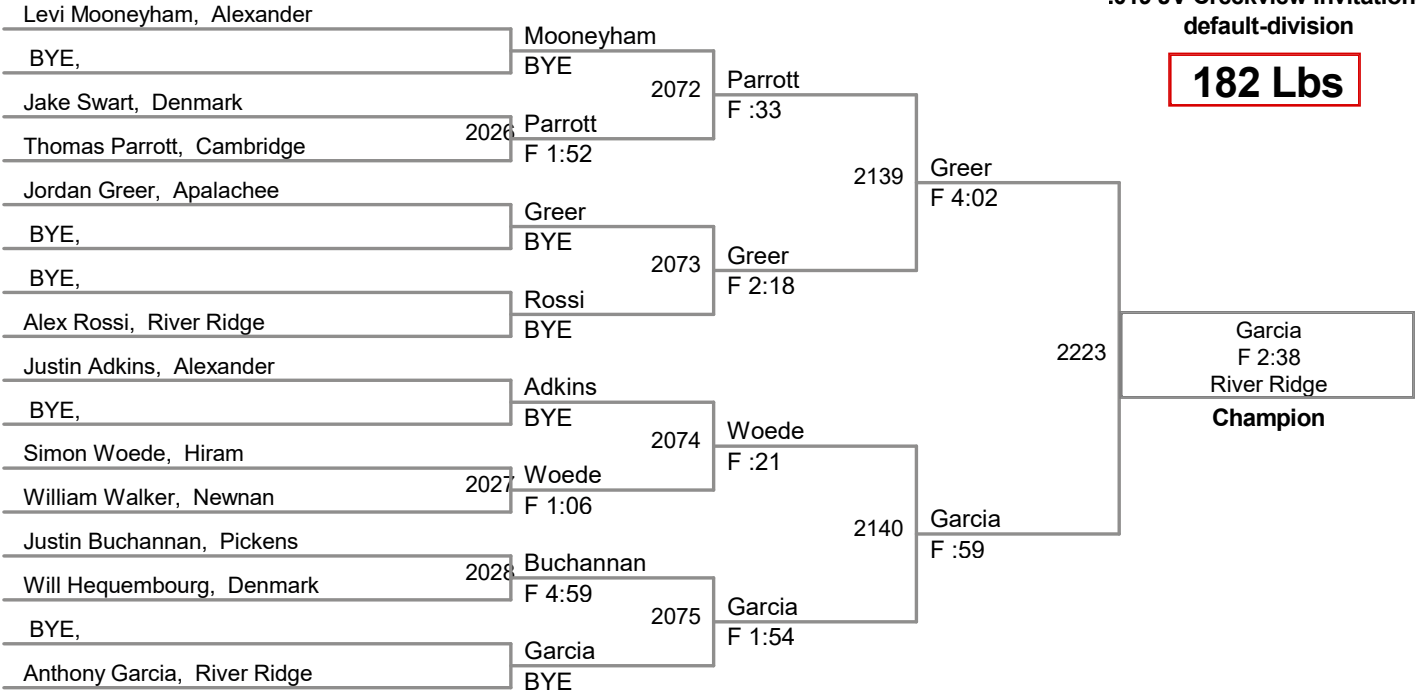 JV Creekview Invitation
default-division
182 Lbs
Levi Mooneyham, Alexander
BYE,
Jake Swart, Denmark
Thomas Parrott, Cambridge
Jordan Greer, Apalachee
BYE,
BYE,
Alex Rossi, River Ridge
Justin Adkins, Alexander
BYE,
Simon Woede, Hiram
William Walker, Newnan
Justin Buchannan, Pickens
Will Hequembourg, Denmark
BYE,
Anthony Garcia, River Ridge
Mooneyham
BYE
2026
Parrott
F 1:52
Greer
BYE
Rossi
BYE
Adkins
BYE
2027
Woede
F 1:06
2028
Buchannan
F 4:59
Garcia
BYE
2072
Parrott
F :33
2073
Greer
F 2:18
2074
Woede
F :21
2075
Garcia
F 1:54
2139
Greer
F 4:02
2140
Garcia
F :59
2223
Garcia
F 2:38
River Ridge
Champion